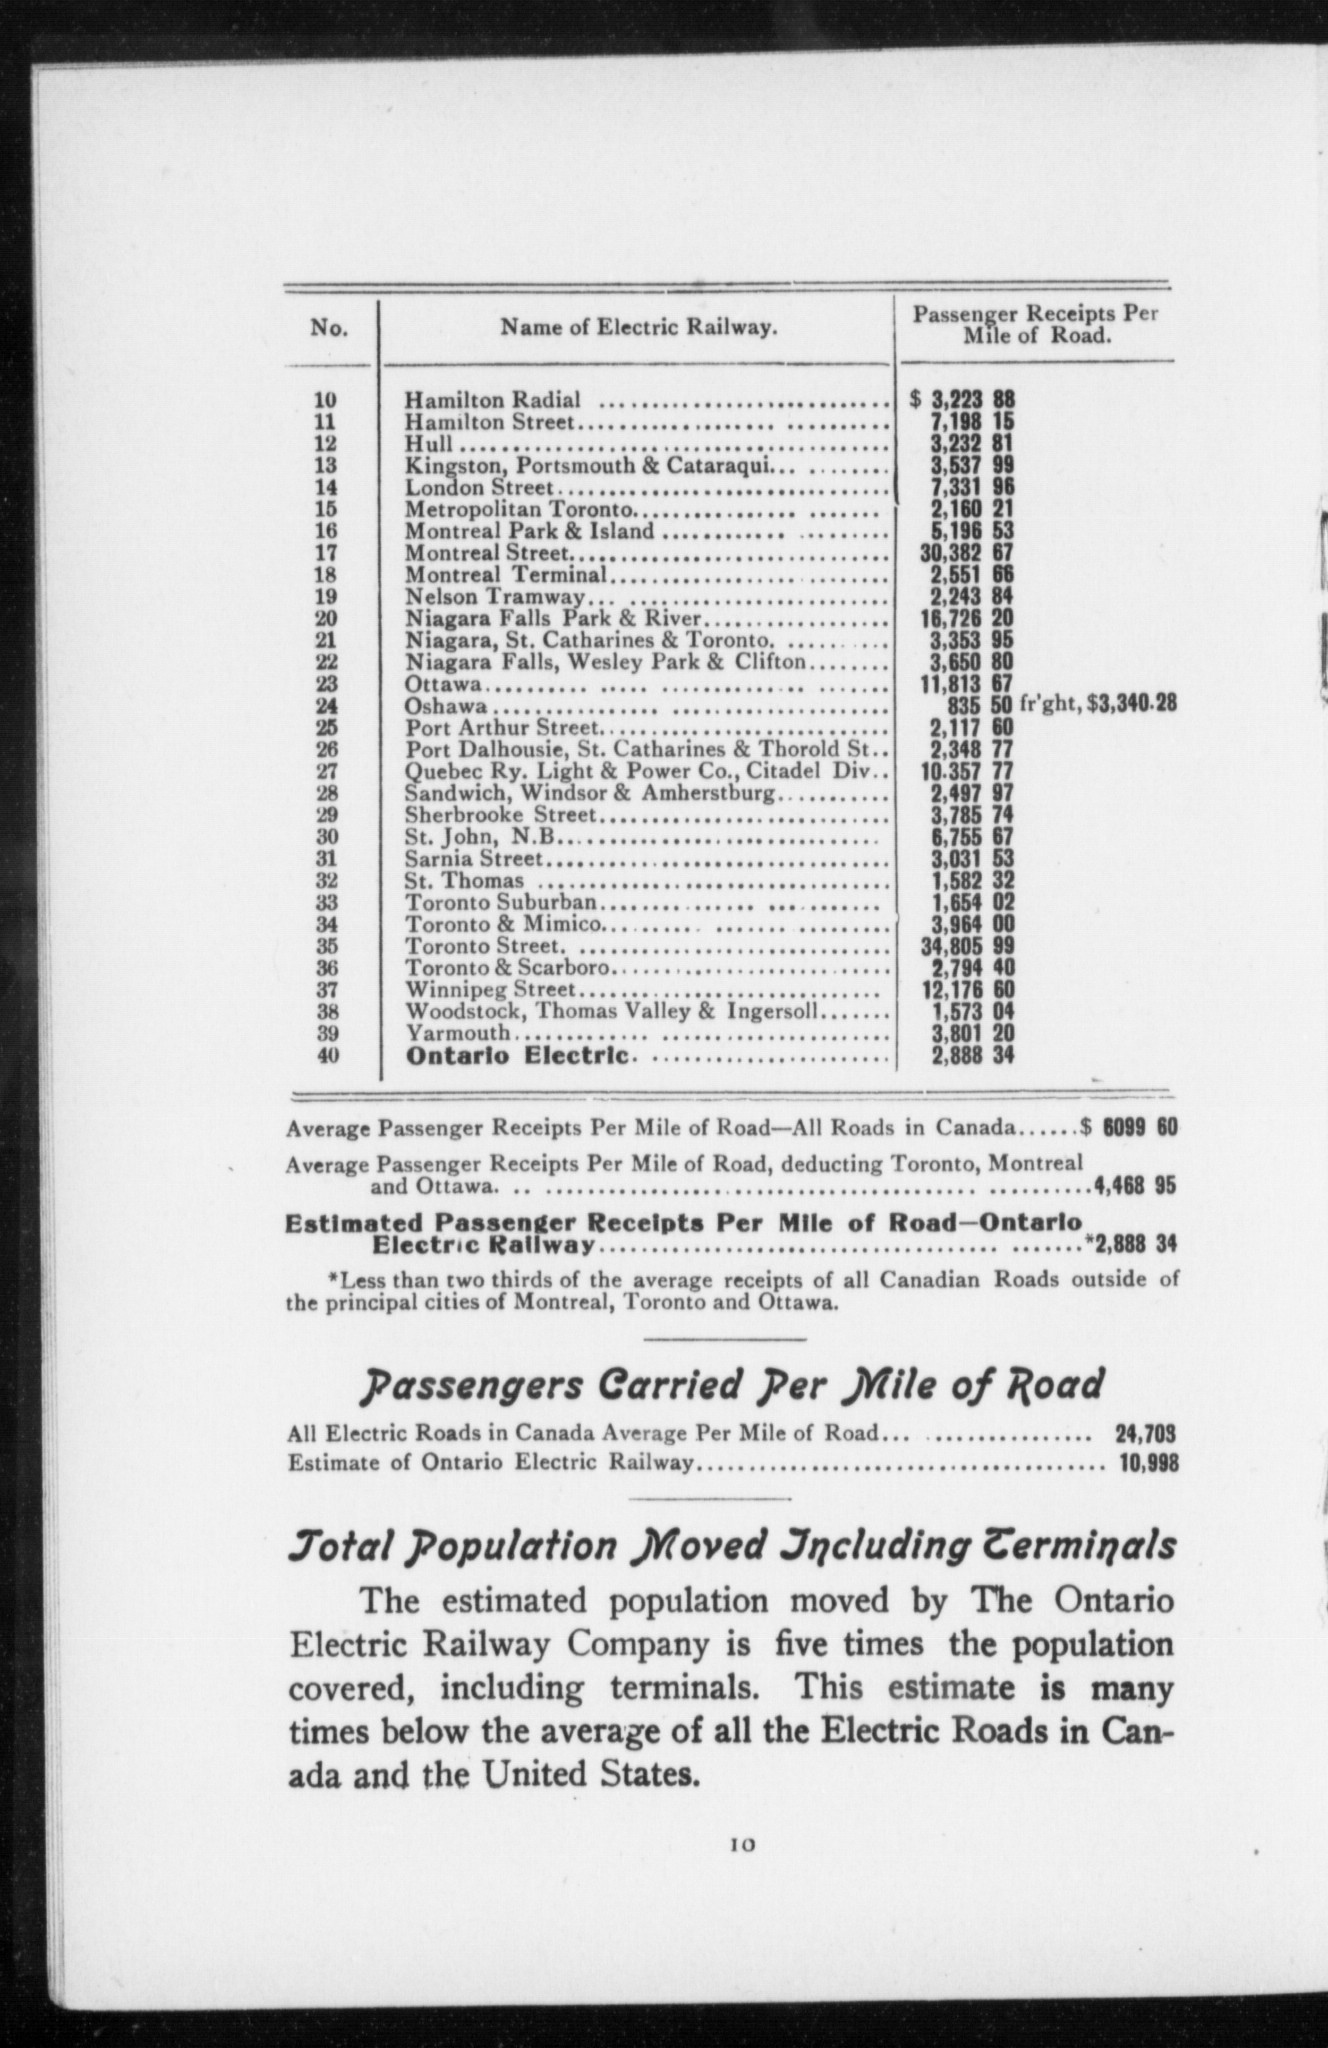 No. Name of Electric Railway. Passenger Receipts Per
Mile of Road.
10 Hamilton Radial ............................ $ 3,223 88
11 Hamilton Street................... .......... 7,198 15
12 Hull ......................................... 3,232 81
13 Kingston, Portsmouth & Cataraqui... ........ 3,537 99
14 London Street................................ 7,331 96
15 Metropolitan Toronto................ ....... 2,160 21
16 Montreal Park & Island ............ ......... 5,196 53
17 Montreal Street.............................. 30,382 67
18 Montreal Terminal........................... 2,551 66
19 Nelson Tramway... ......................... 2,243 84
20 Niagara Falls Park & River.................. 16,726 20
21 Niagara, St. Catharines & Toronto. .......... 3,353 95
22 Niagara Falls, Wesley Park & Clifton........ 3,650 80
23 Ottawa.......... ..... .............. ....... 11,813 67
24 Oshawa ................ ..................... 835 50 fr'ght, $3,340.28
25 Port Arthur Street........................... 2,117 60
26 Port Dalhousie, St. Catharines & Thorold St.. 2,348 77
27 Quebec Ry. Light & Power Co., Citadel Div.. 10.357 77
28 Sandwich, Windsor & Amherstburg........... 2,497 97
29 Sherbrooke Street............................ 3,785 74
30 St. John, N.B............................... 6,755 67
31 Sarnia Street................................. 3,031 53
32 St. Thomas .................................. 1,582 32
33 Toronto Suburban............... ... ........ 1,654 02
34 Toronto & Mimico.......... ....... ......... 3,964 00
35 Toronto Street. .............................. 34,805 99
36 Toronto & Scarboro........................... 2,794 40
37 Winnipeg Street............................. 12,176 60
38 Woodstock, Thomas Valley & Ingersoll....... 1,573 04
39 Yarmouth............. ...................... 3,801 20
40 Ontario Electric. ....................... 2,888 34
Average Passenger Receipts Per Mile of Road—All Roads in Canada......$ 6099 60
Average Passenger Receipts Per Mile of Road, deducting Toronto, Montreal
and Ottawa. .. ......................................... ..........4,468 95
Estimated Passenger Receipts Per Mile of Road—Ontario
Electric Railway...................................... .......*2,888 34
*Less than two thirds of the average receipts of all Canadian Roads outside of
the principal cities of Montreal, Toronto and Ottawa.
Passengers Carried Per Mile of Road
All Electric Roads in Canada Average Per Mile of Road... ................ 24,703
Estimate of Ontario Electric Railway....................................... 10,998
Total Population Moved Including Terminals
The estimated population moved by The Ontario
Electric Railway Company is five times the population
covered, including terminals. This estimate is many
times below the average of all the Electric Roads in Can-
ada and the United States.
10